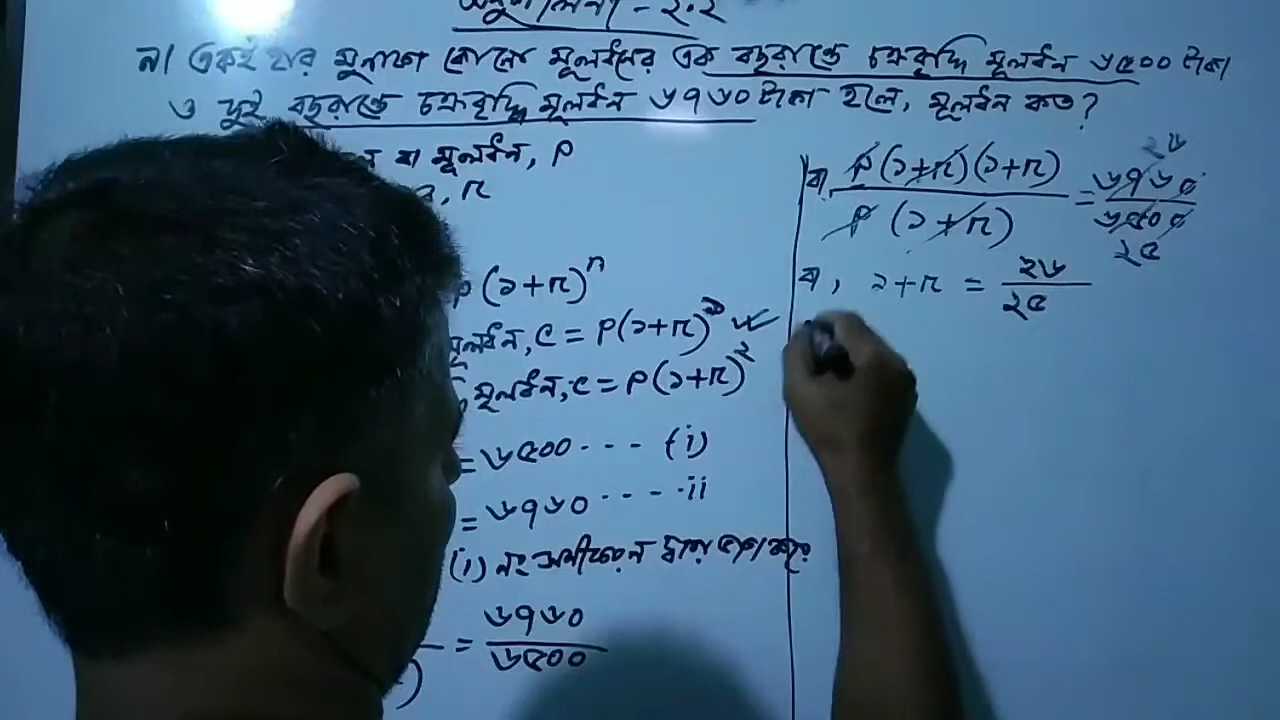 অনুশীলনী - ২.২
৯। একই হার মুনাফায় কোনো মূলধনের এক বছরান্তে চক্রবৃদ্ধি মূলধন ৬৫০০ টাকা
ও দুই বছরান্তে চক্রবৃদ্ধি মূলধন ৬৭৬০ টাকা হলে, মূলধন কত?
বা মূলধন, P
, r
P(১+r)^n
মূলধন, C = P(১+r)^১
মূলধন, C = P(১+r)^২
= ৬৫০০ - - - (i)
= ৬৭৬০ - - - - ii
(i) নং সমীকরণ দ্বারা ভাগ করে
= ৬৭৬০/৬৫০০
বা, P(১+r)(১+r)/P(১+r) = ৬৭৬০/৬৫০০
২৬
২৫
বা, ১+r = ২৬/২৫